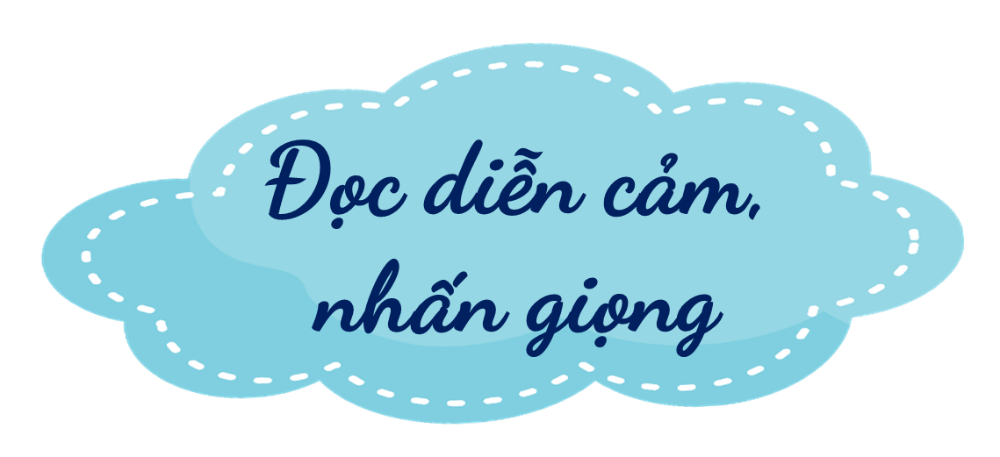 Đọc diễn cảm,
nhấn giọng